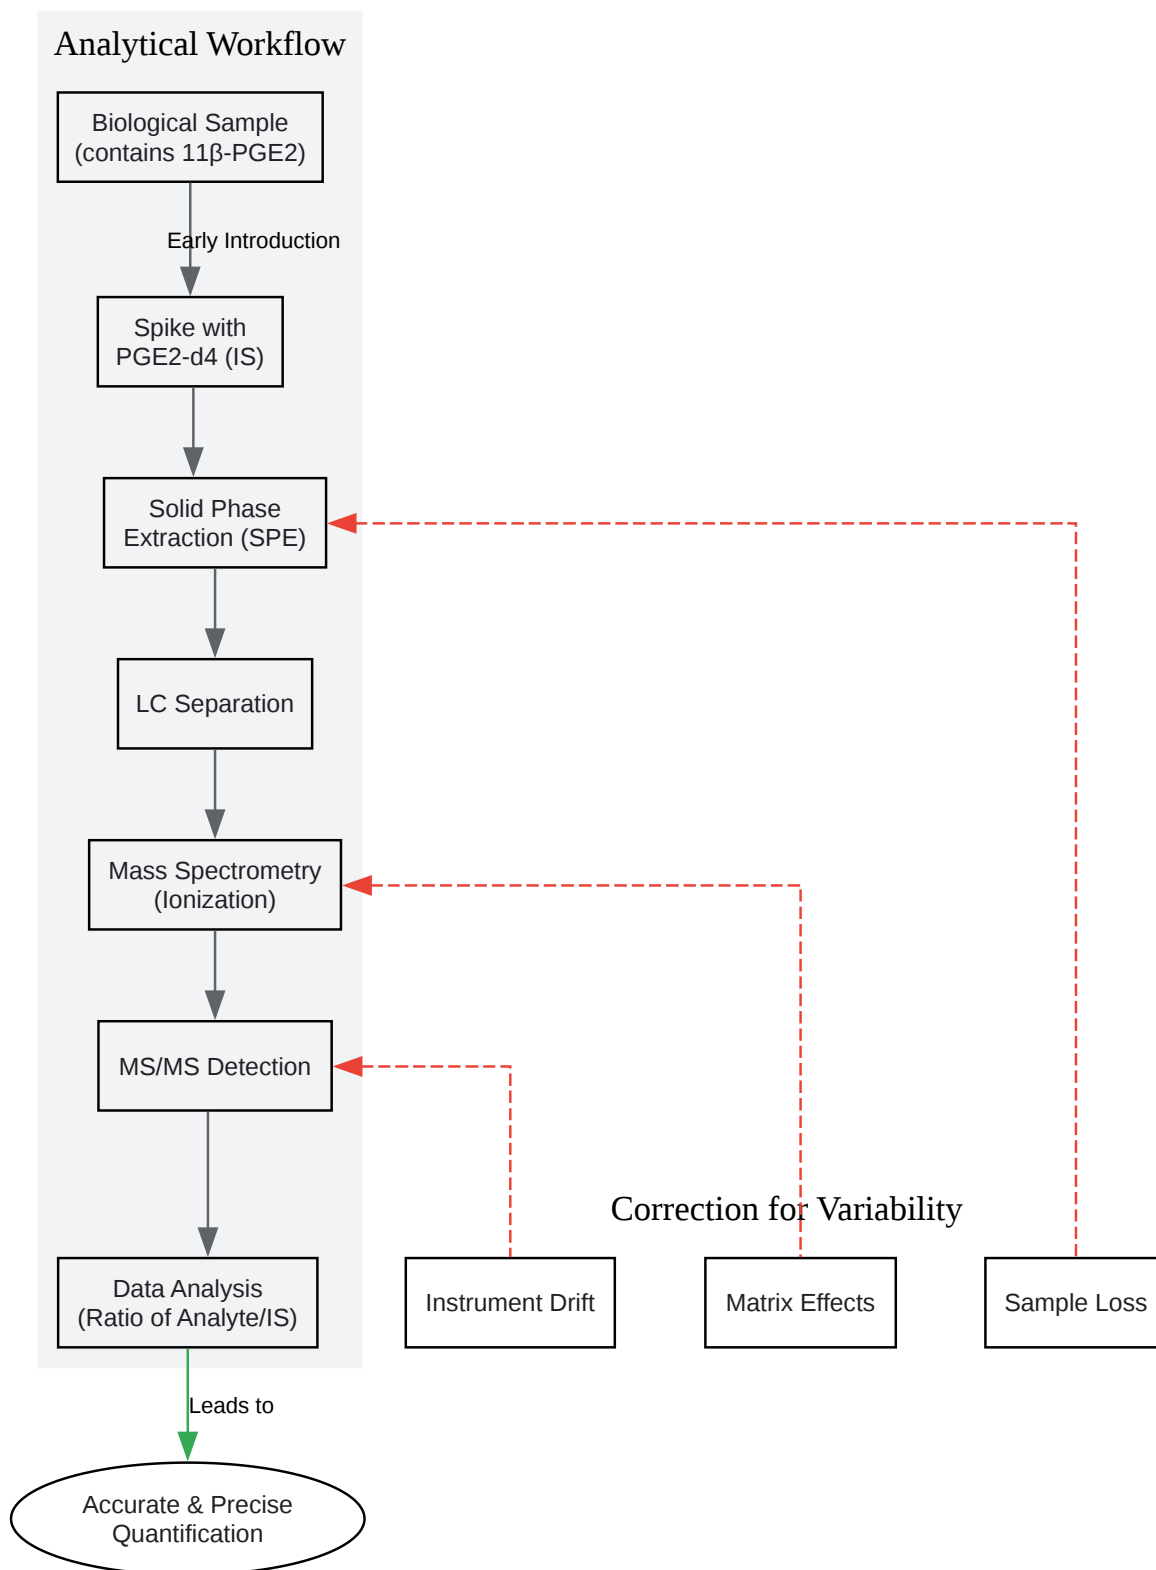 Analytical Workflow
Biological Sample
(contains 11β-PGE2)
Early Introduction
Spike with
PGE2-d4 (IS)
Solid Phase
Extraction (SPE)
LC Separation
Mass Spectrometry
(Ionization)
MS/MS Detection
Correction for Variability
Data Analysis
(Ratio of Analyte/IS)
Instrument Drift
Matrix Effects
Sample Loss
Leads to
Accurate & Precise
Quantification